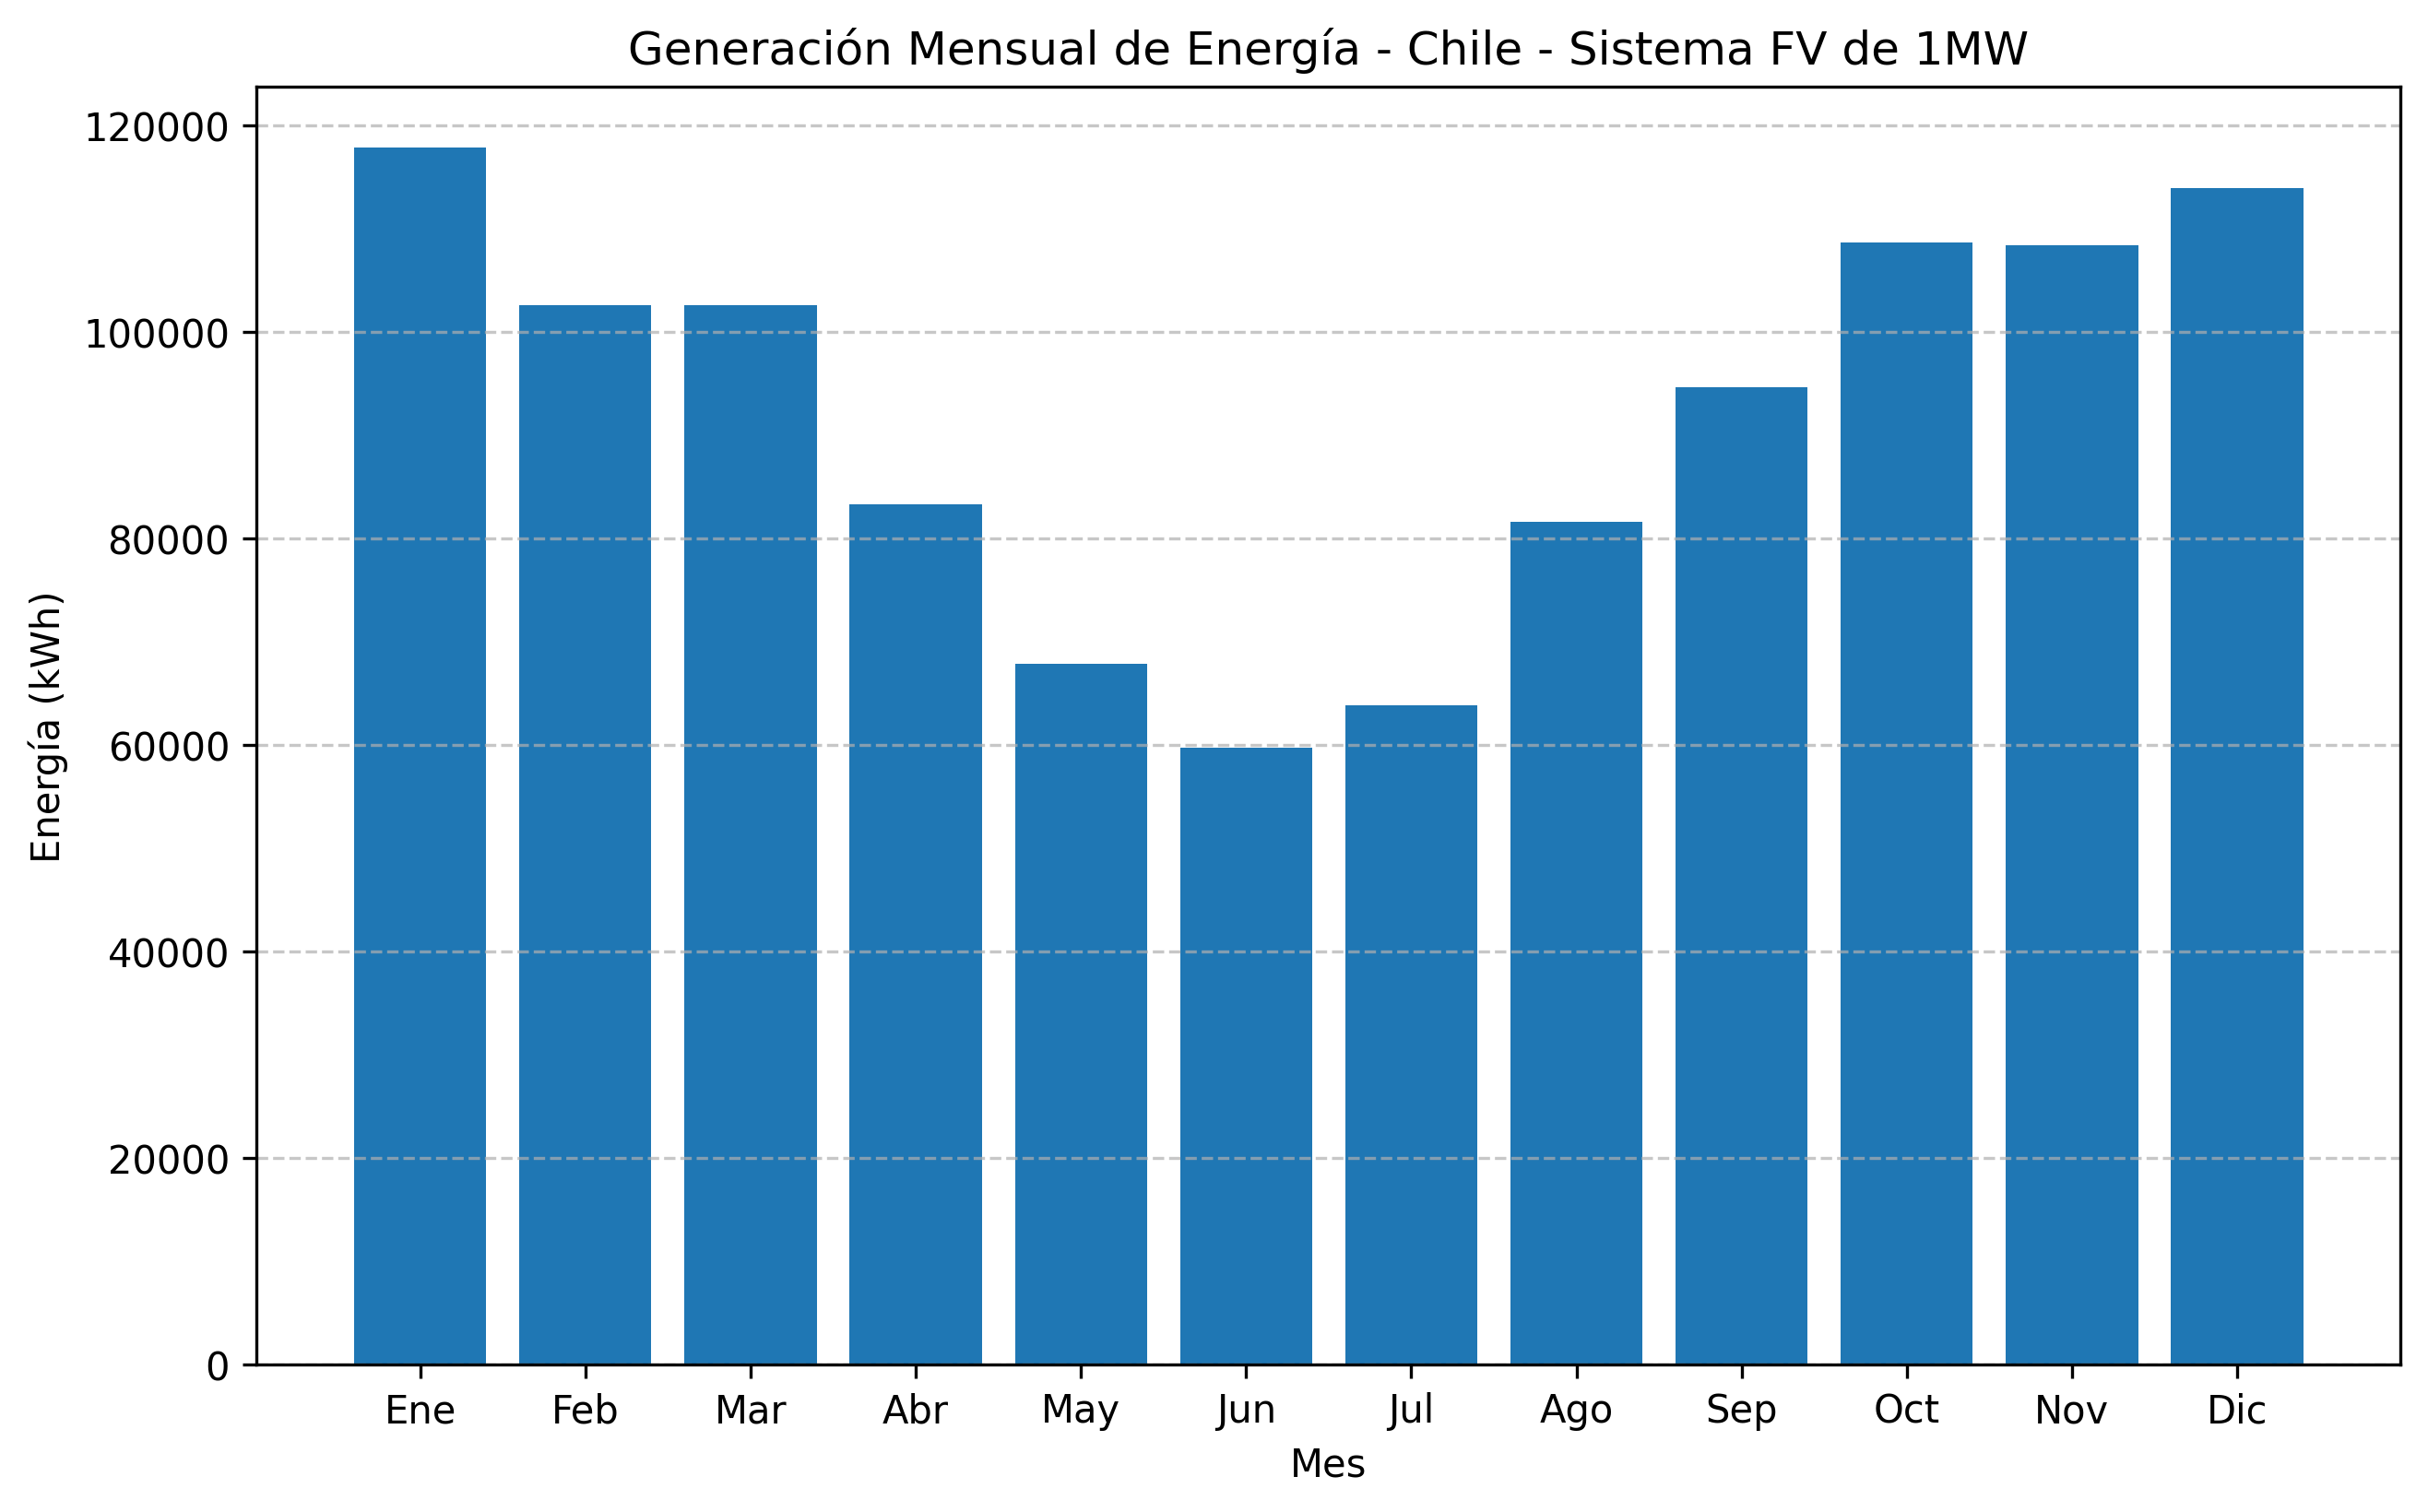 Generación Mensual de Energía - Chile - Sistema FV de 1MW
120000
100000
80000
60000
40000
20000
0
Energía (kWh)
Ene Feb Mar Abr May Jun Jul Ago Sep Oct Nov Dic
Mes